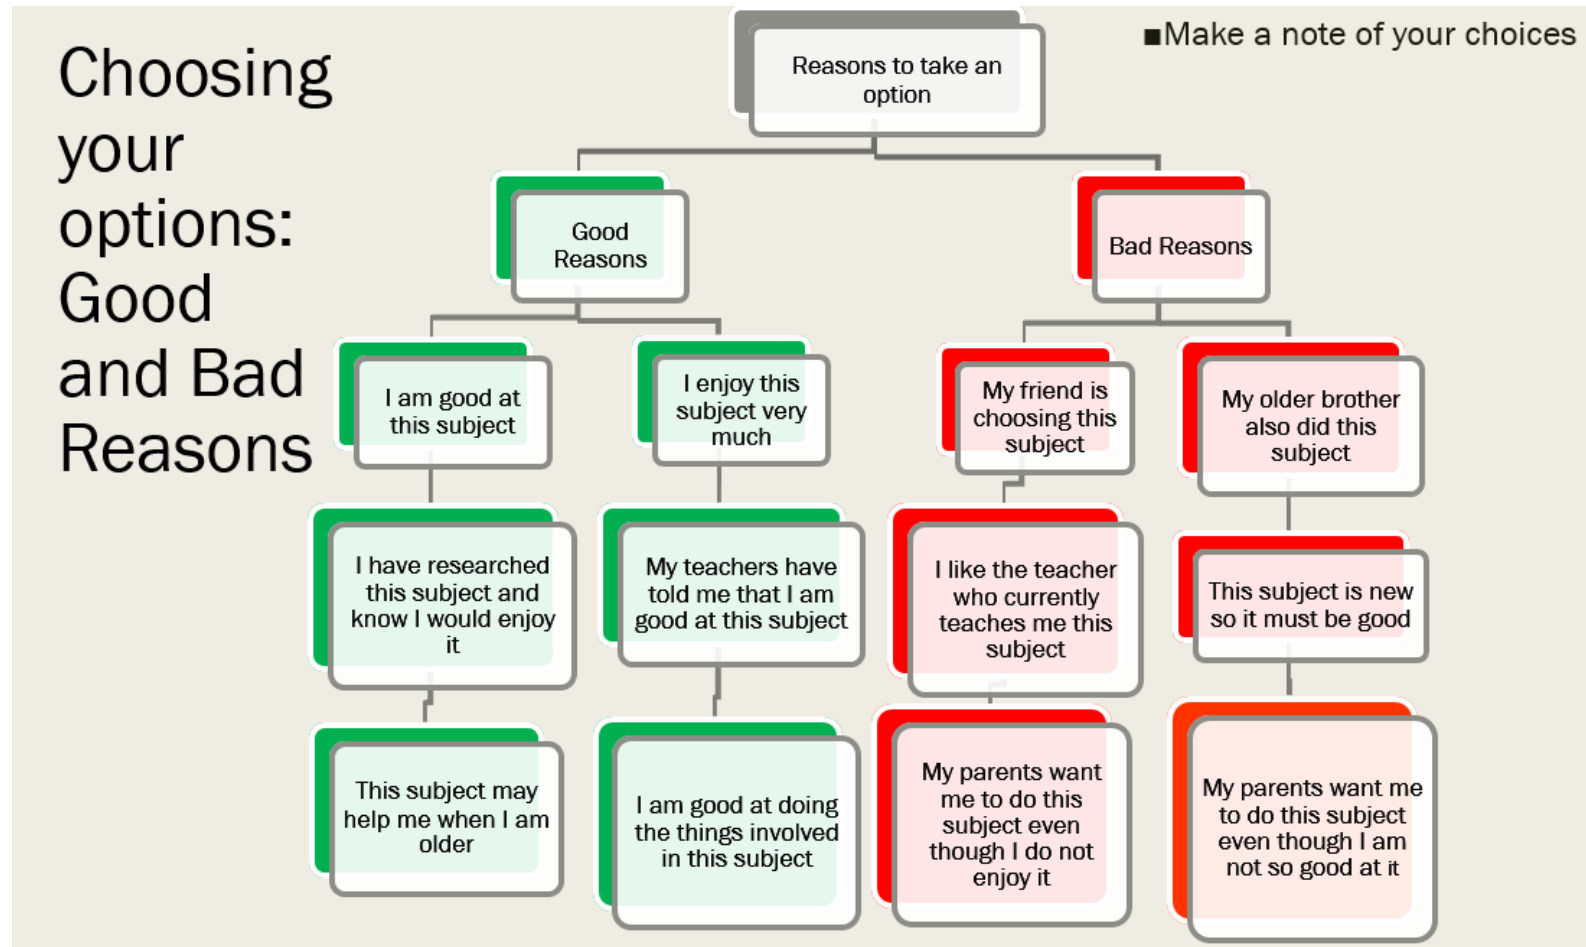 Choosing
your
options:
Good
and Bad
Reasons
■Make a note of your choices
Reasons to take an
option
Good
Reasons
Bad Reasons
I am good at
this subject
I enjoy this
subject very
much
My friend is
choosing this
subject
My older brother
also did this
subject
I have researched
this subject and
know I would enjoy
it
My teachers have
told me that I am
good at this subject
I like the teacher
who currently
teaches me this
subject
This subject is new
so it must be good
This subject may
help me when I am
older
I am good at doing
the things involved
in this subject
My parents want
me to do this
subject even
though I do not
enjoy it
My parents want me
to do this subject
even though I am
not so good at it